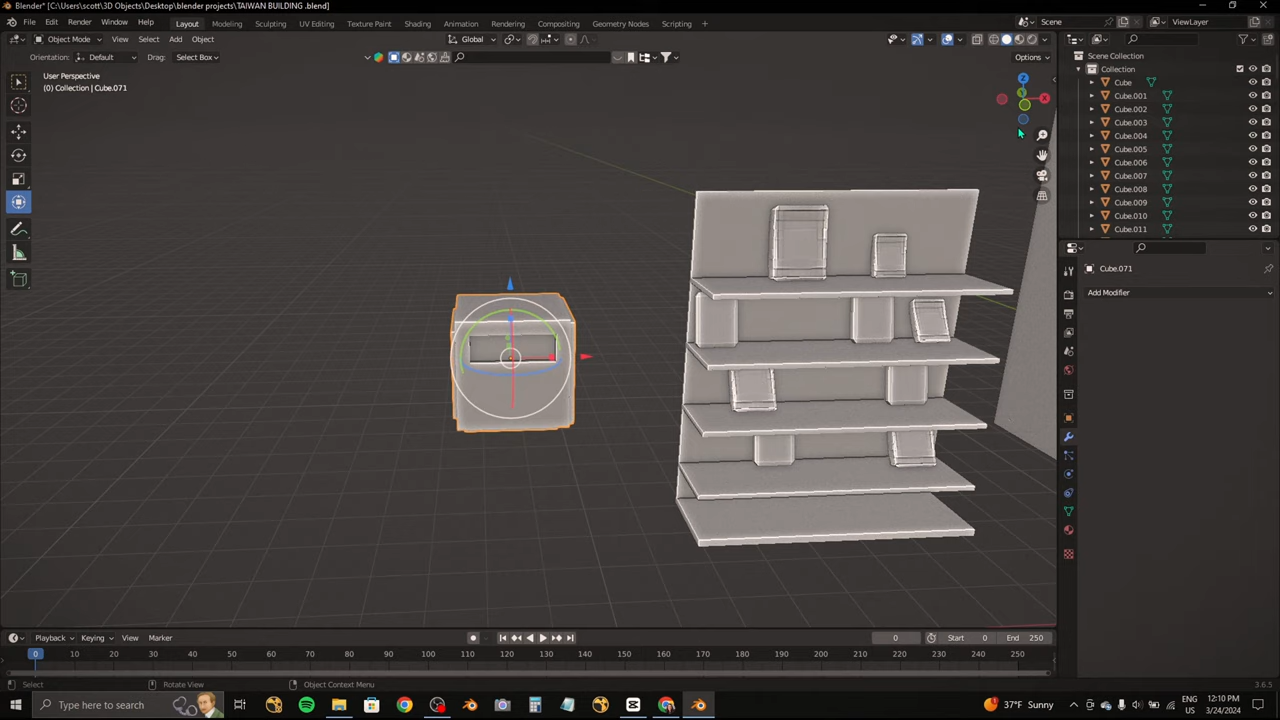 Blender* [C:\Users\scott\3D Objects\Desktop\blender projects\TAIWAN BUILDING .blend]
File Edit Render Window Help Layout Modeling Sculpting UV Editing Texture Paint Shading Animation Rendering Compositing Geometry Nodes Scripting + Scene ViewLayer
Object Mode View Select Add Object Global
Orientation: Default Drag: Select Box Options
User Perspective
(0) Collection | Cube.071
Z
X
Scene Collection
Collection
Cube
Cube.001
Cube.002
Cube.003
Cube.004
Cube.005
Cube.006
Cube.007
Cube.008
Cube.009
Cube.010
Cube.011
Cube.071
Add Modifier
Playback Keying View Marker 0 Start 0 End 250
0 10 20 30 40 50 60 70 80 90 100 110 120 130 140 150 160 170 180 190 200 210 220 230 240 250
Select Rotate View Object Context Menu 3.6.5
Type here to search 37°F Sunny ENG US 12:10 PM 3/24/2024